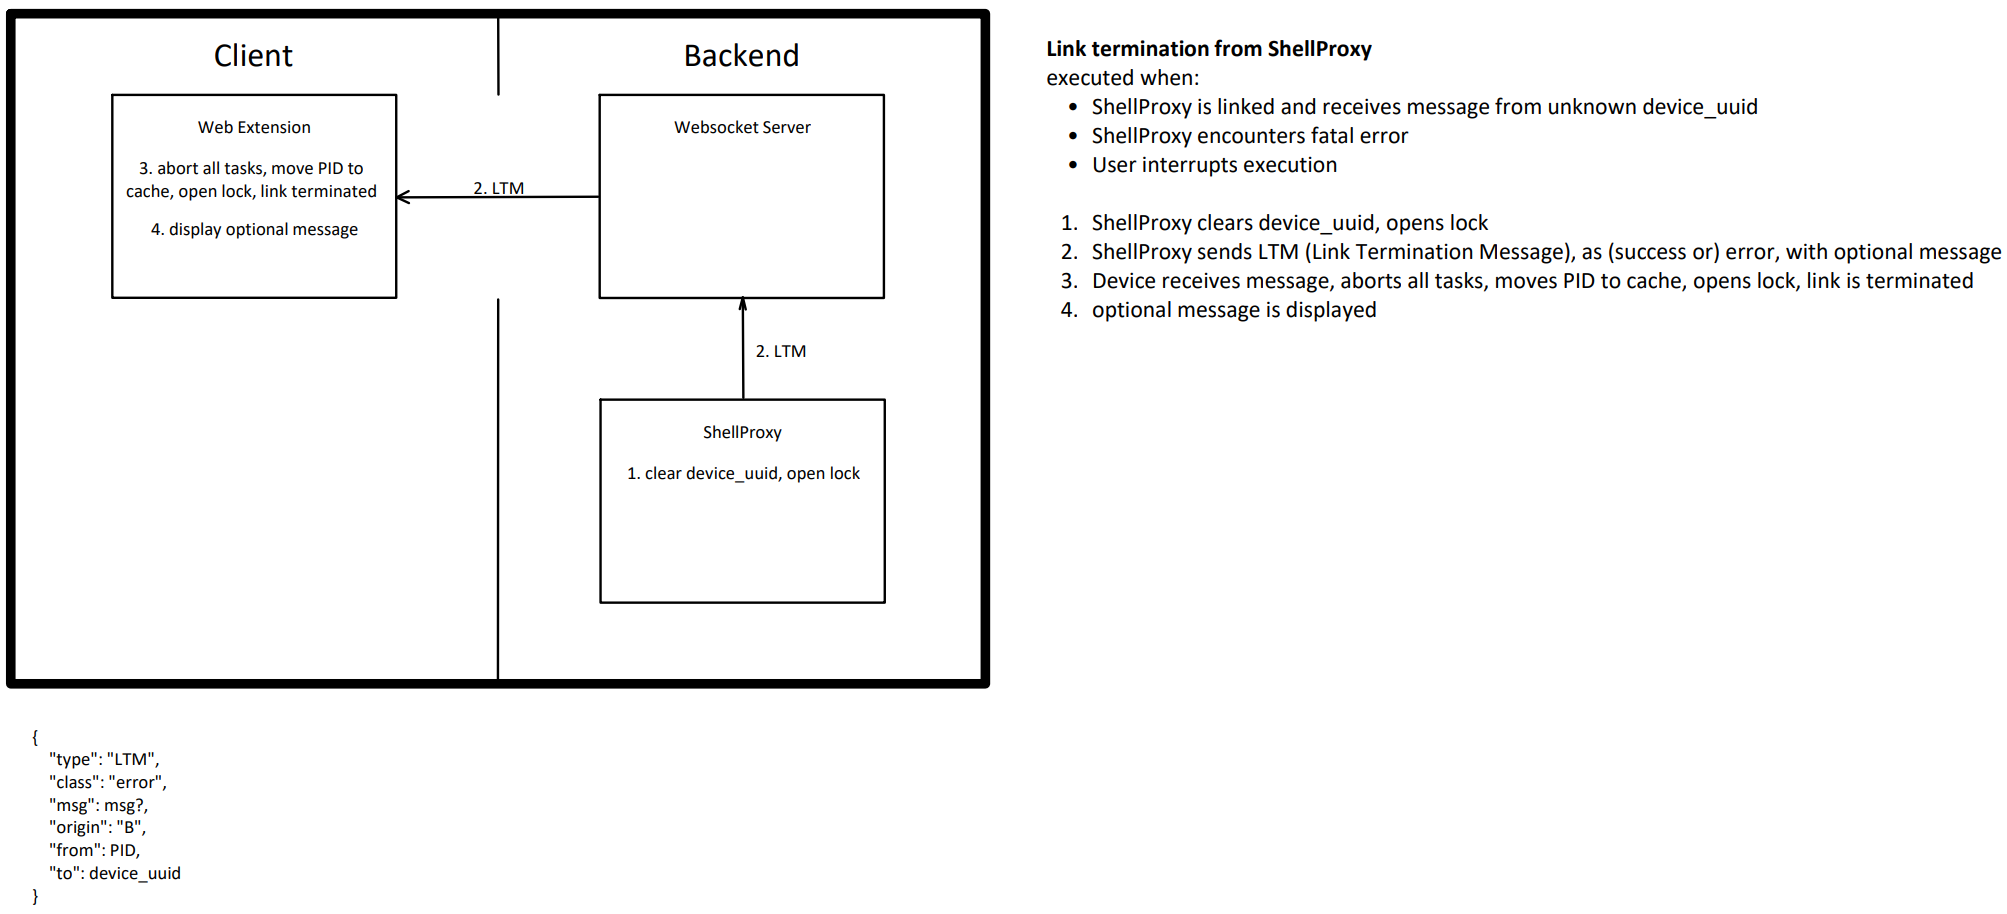 Client
Backend
Web Extension
3. abort all tasks, move PID to
cache, open lock, link terminated
4. display optional message
2. LTM
Websocket Server
2. LTM
ShellProxy
1. clear device_uuid, open lock
Link termination from ShellProxy
executed when:
• ShellProxy is linked and receives message from unknown device_uuid
• ShellProxy encounters fatal error
• User interrupts execution
1. ShellProxy clears device_uuid, opens lock
2. ShellProxy sends LTM (Link Termination Message), as (success or) error, with optional message
3. Device receives message, aborts all tasks, moves PID to cache, opens lock, link is terminated
4. optional message is displayed
{
"type": "LTM",
"class": "error",
"msg": msg?,
"origin": "B",
"from": PID,
"to": device_uuid
}